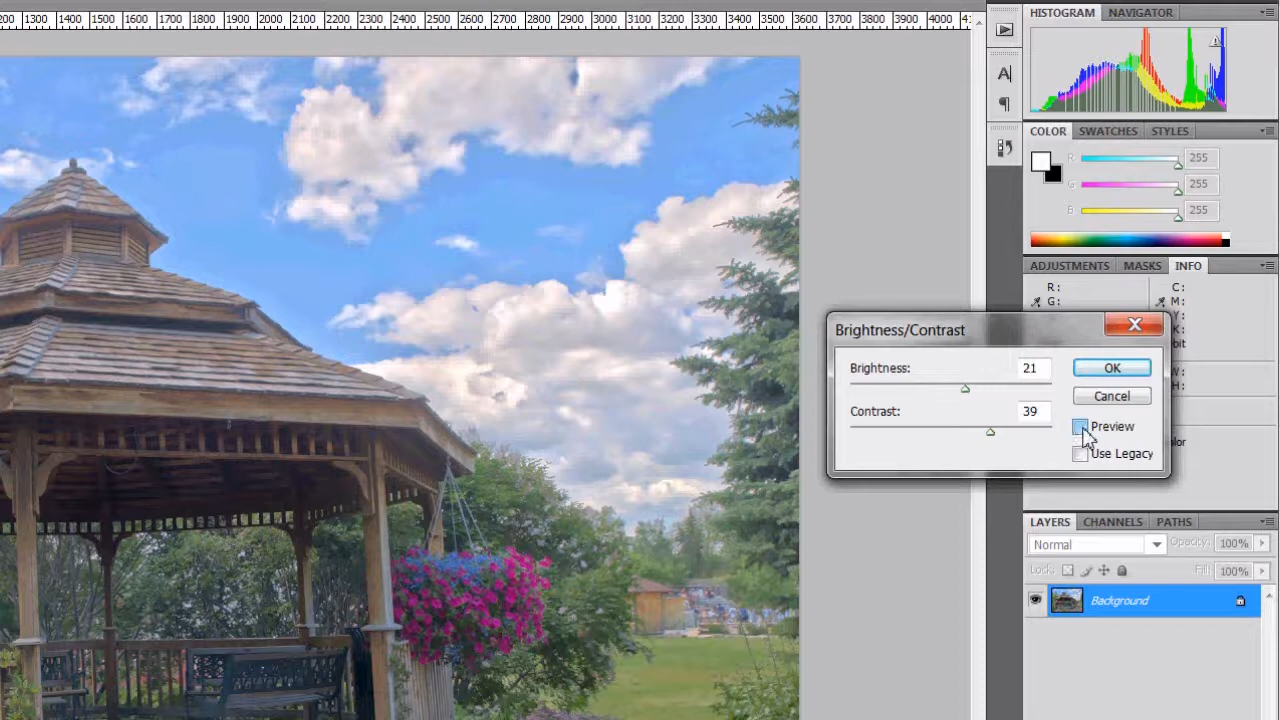 1300 1400 1500 1600 1700 1800 1900 2000 2100 2200 2300 2400 2500 2600 2700 2800 2900 3000 3100 3200 3300 3400 3500 3600 3700 3800 3900 4000
HISTOGRAM NAVIGATOR
A
COLOR SWATCHES STYLES
R 255
G 255
B 255
ADJUSTMENTS MASKS INFO
R: C:
G: M:
Y:
K:
bit
W:
H:
Brightness/Contrast
Brightness: 21
OK
Cancel
Contrast: 39
Preview
Use Legacy
LAYERS CHANNELS PATHS
Normal Opacity: 100%
Lock: Fill: 100%
Background